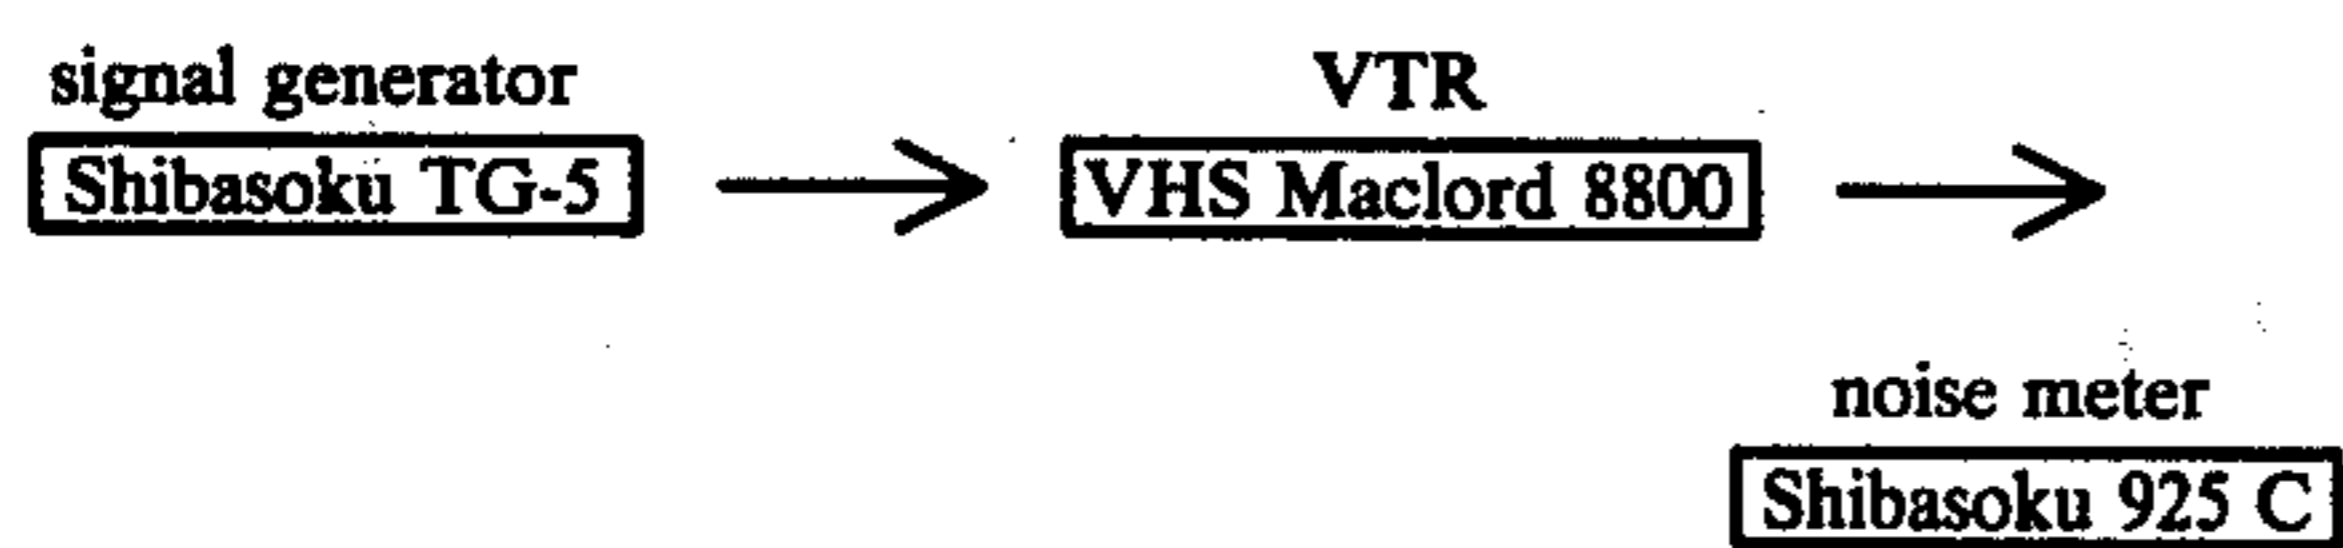 signal generator
VTR
Shibasoku TG-5
VHS Maclord 8800
noise meter
Shibasoku 925 C